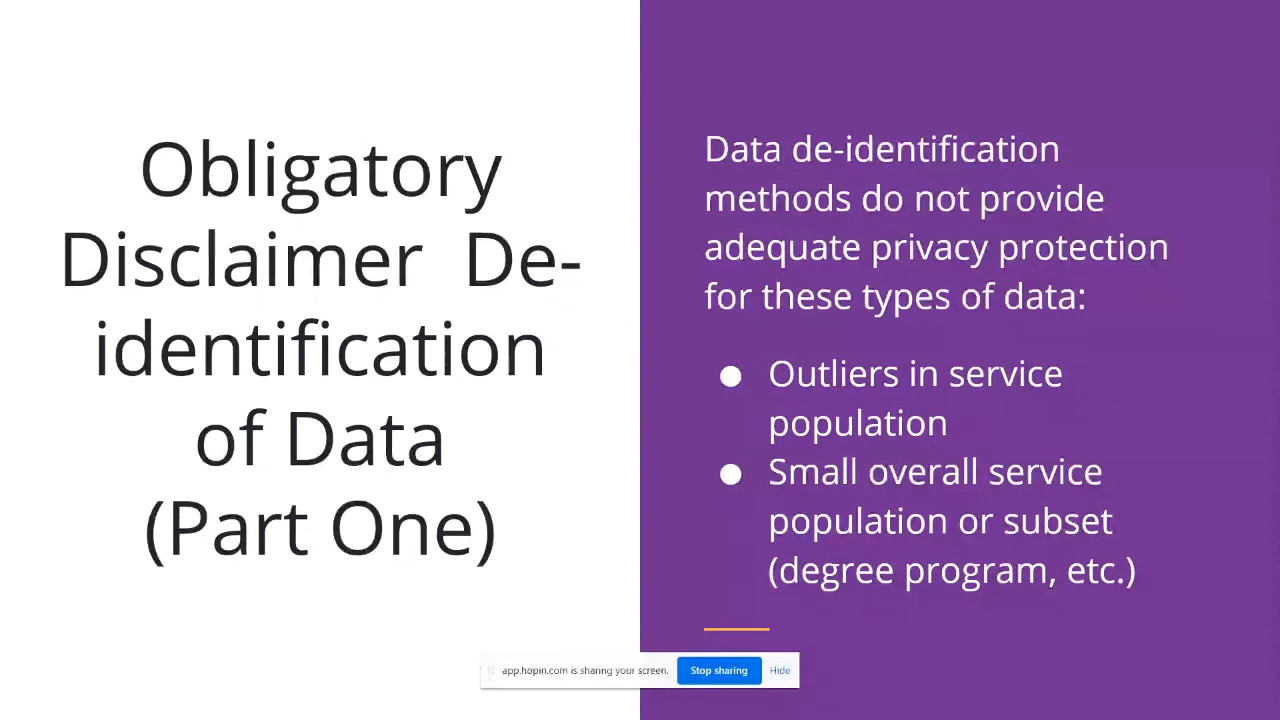 Obligatory
Disclaimer  De-
identification
of Data
(Part One)
Data de-identification
methods do not provide
adequate privacy protection
for these types of data:
● Outliers in service
population
● Small overall service
population or subset
(degree program, etc.)
app.hopin.com is sharing your screen. Stop sharing Hide